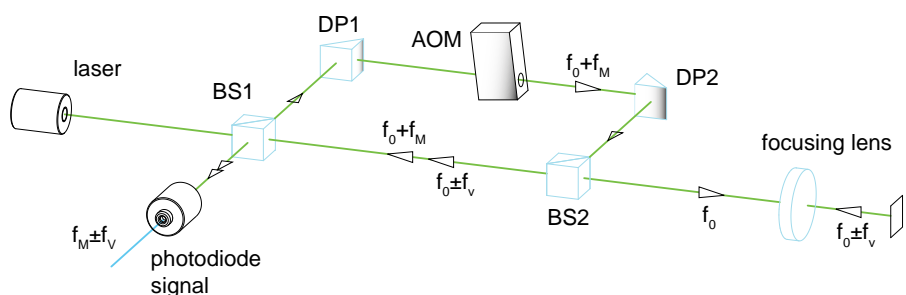 DP1
AOM
f0+fM
DP2
laser
BS1
f0+fM
f0±fv
BS2
focusing lens
f0
f0±fv
fM±fV
photodiode
signal